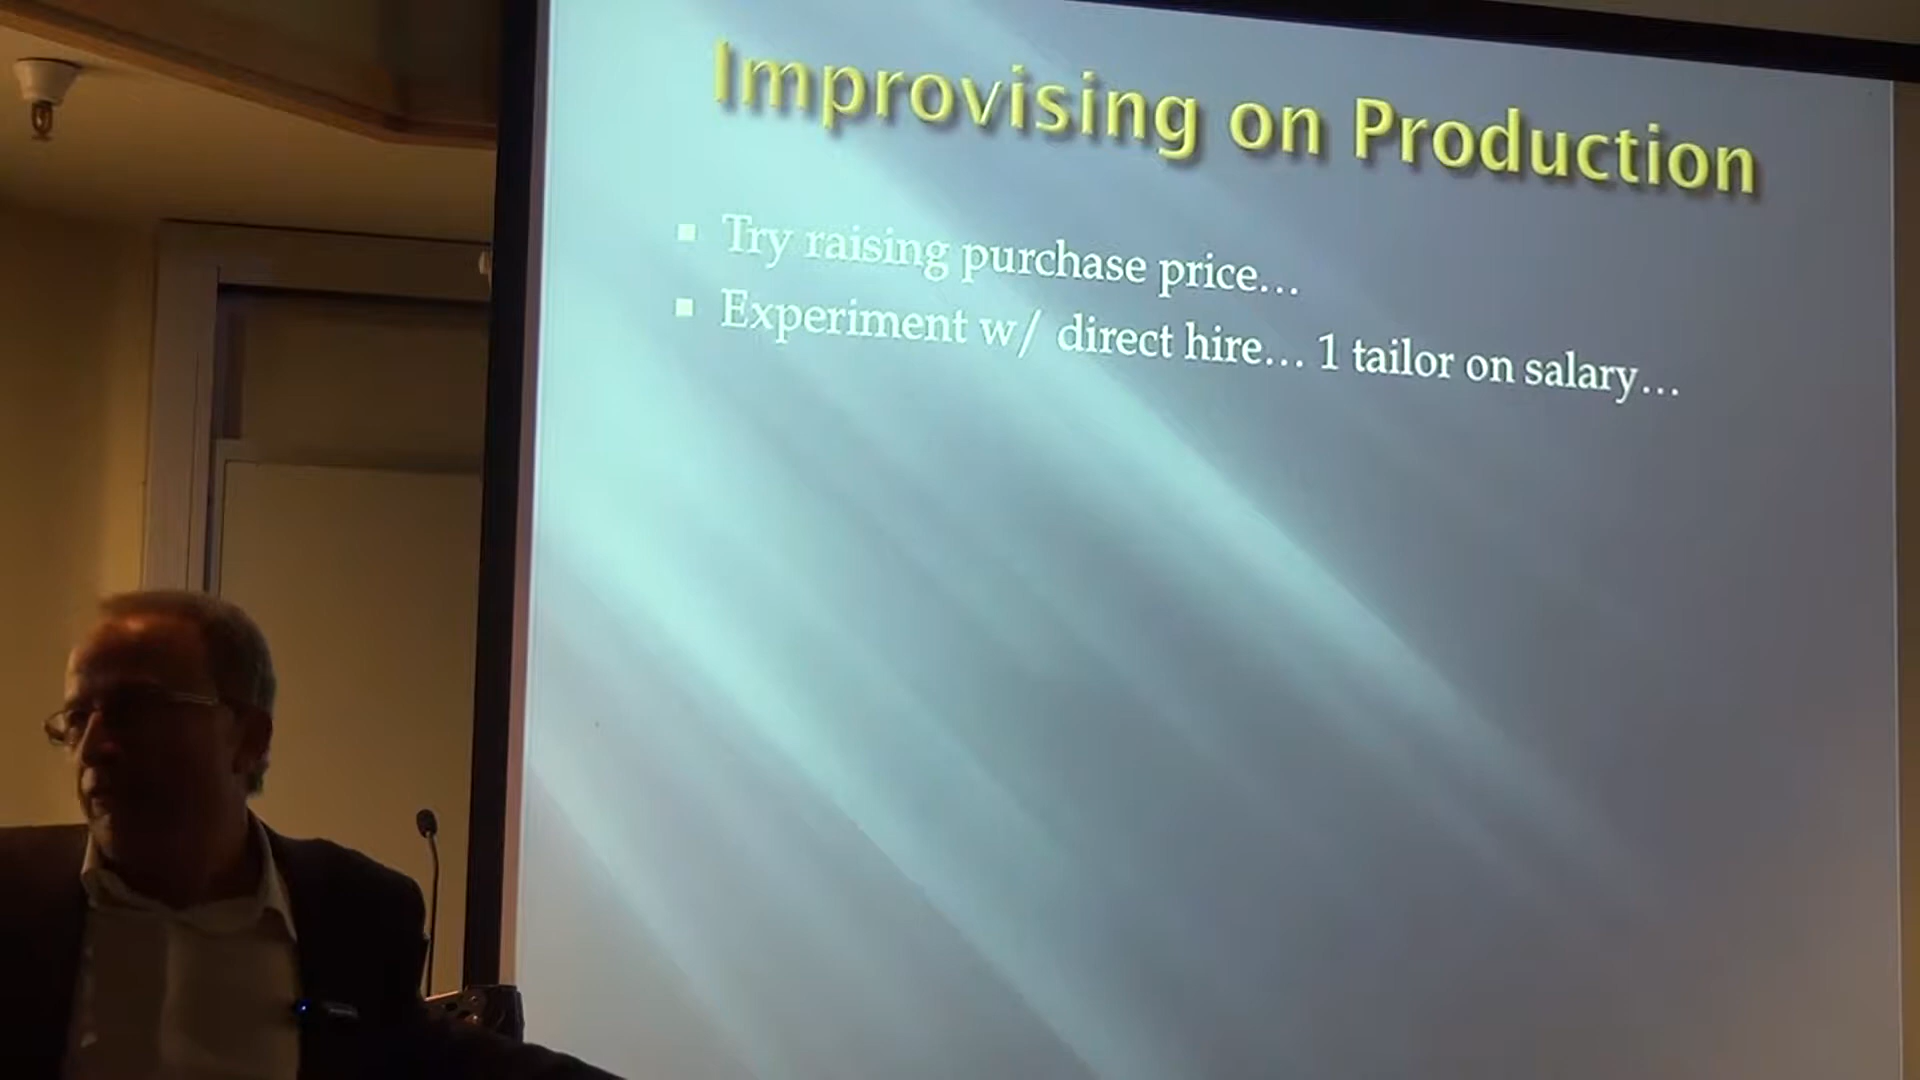 Improvising on Production
▪ Try raising purchase price…
▪ Experiment w/ direct hire… 1 tailor on salary…